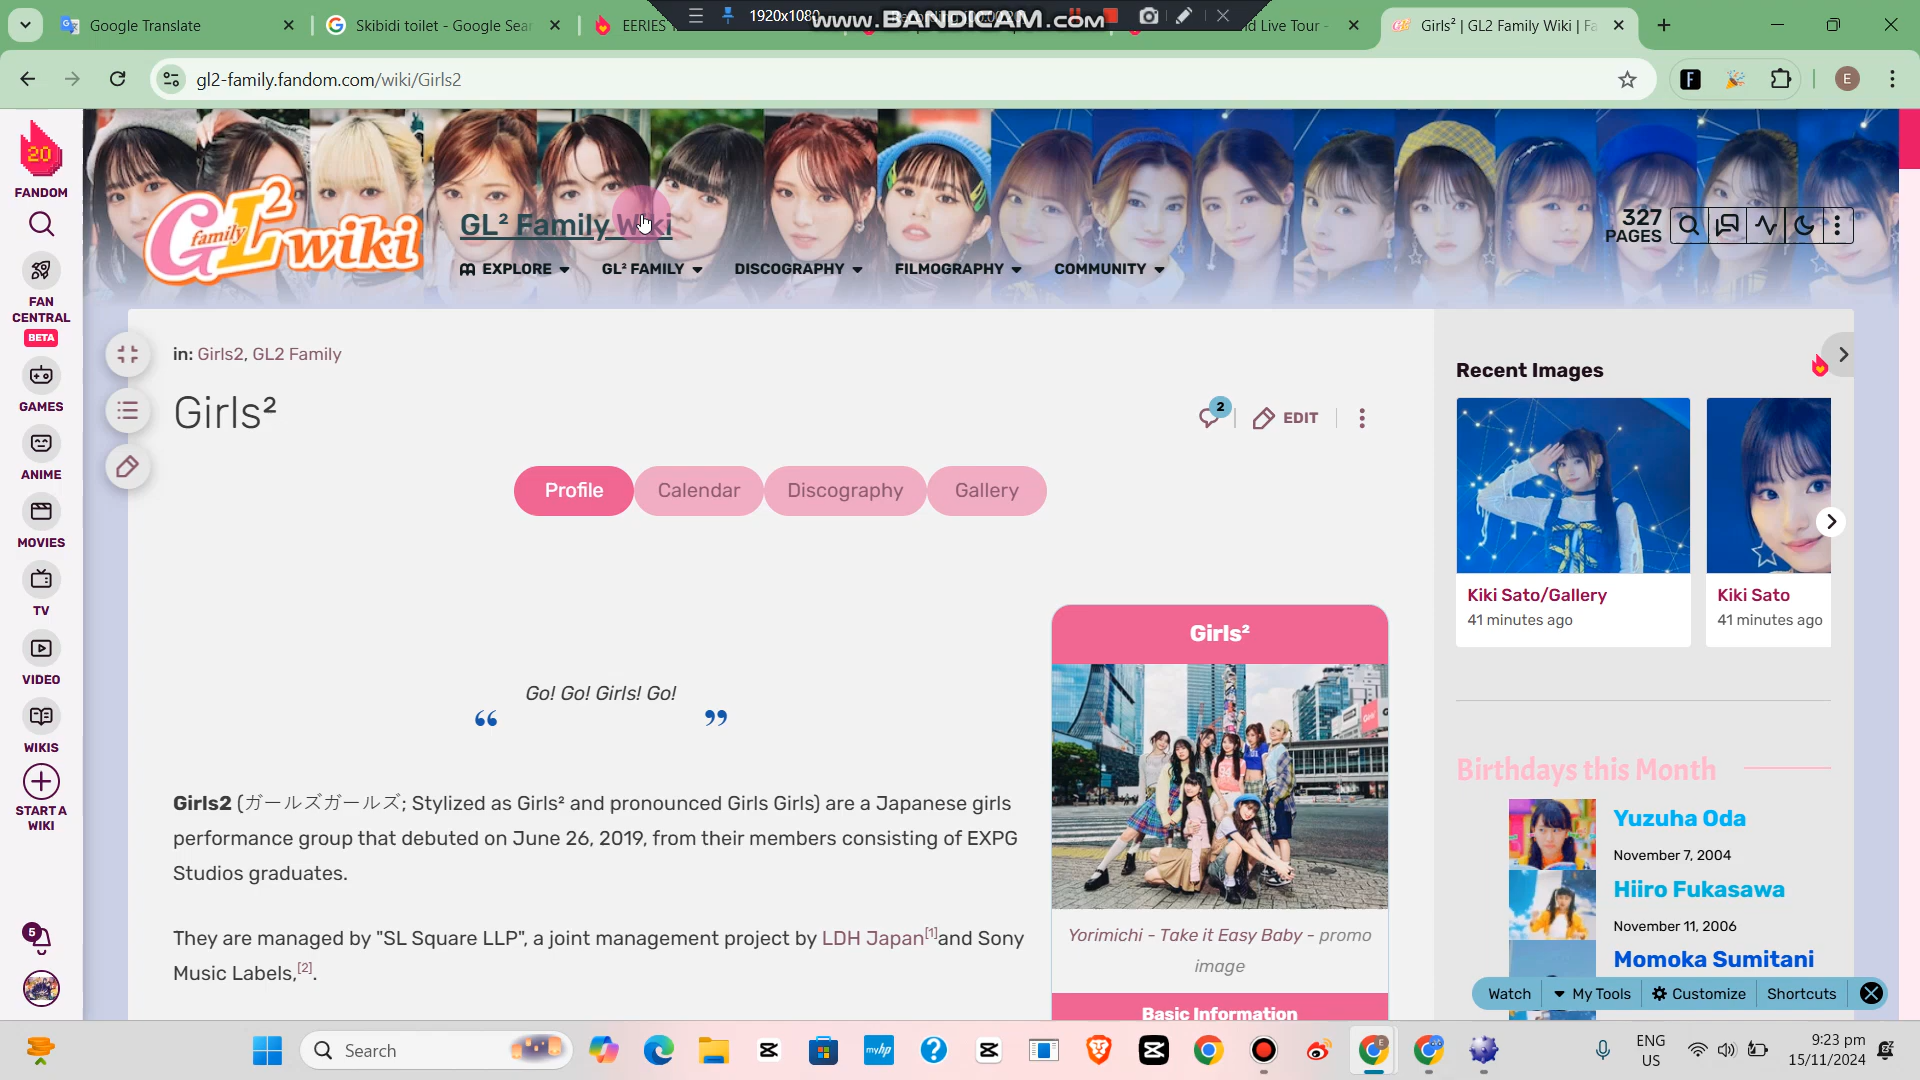 Google Translate
Skibidi toilet - Google Sear
EERIES
1920x1080
www.BANDICAM.com
d Live Tour -
Girls² | GL2 Family Wiki | Fa
gl2-family.fandom.com/wiki/Girls2
E
20
FANDOM
FAN
CENTRAL
BETA
GAMES
ANIME
MOVIES
TV
VIDEO
WIKIS
START A
WIKI
5
GL2
family
wiki
GL² Family Wiki
EXPLORE
GL² FAMILY
DISCOGRAPHY
FILMOGRAPHY
COMMUNITY
327
PAGES
in: Girls2, GL2 Family
Girls²
2
EDIT
Profile
Calendar
Discography
Gallery
Go! Go! Girls! Go!
“ ”
Girls2 (ガールズガールズ; Stylized as Girls² and pronounced Girls Girls) are a Japanese girls
performance group that debuted on June 26, 2019, from their members consisting of EXPG
Studios graduates.
They are managed by "SL Square LLP", a joint management project by LDH Japan[1]and Sony
Music Labels,[2].
Girls²
Yorimichi - Take it Easy Baby - promo
image
Basic Information
Recent Images
Kiki Sato/Gallery
41 minutes ago
Kiki Sato
41 minutes ago
Birthdays this Month
Yuzuha Oda
November 7, 2004
Hiiro Fukasawa
November 11, 2006
Momoka Sumitani
Watch
My Tools
Customize
Shortcuts
Search
myhp
ENG
US
9:23 pm
15/11/2024